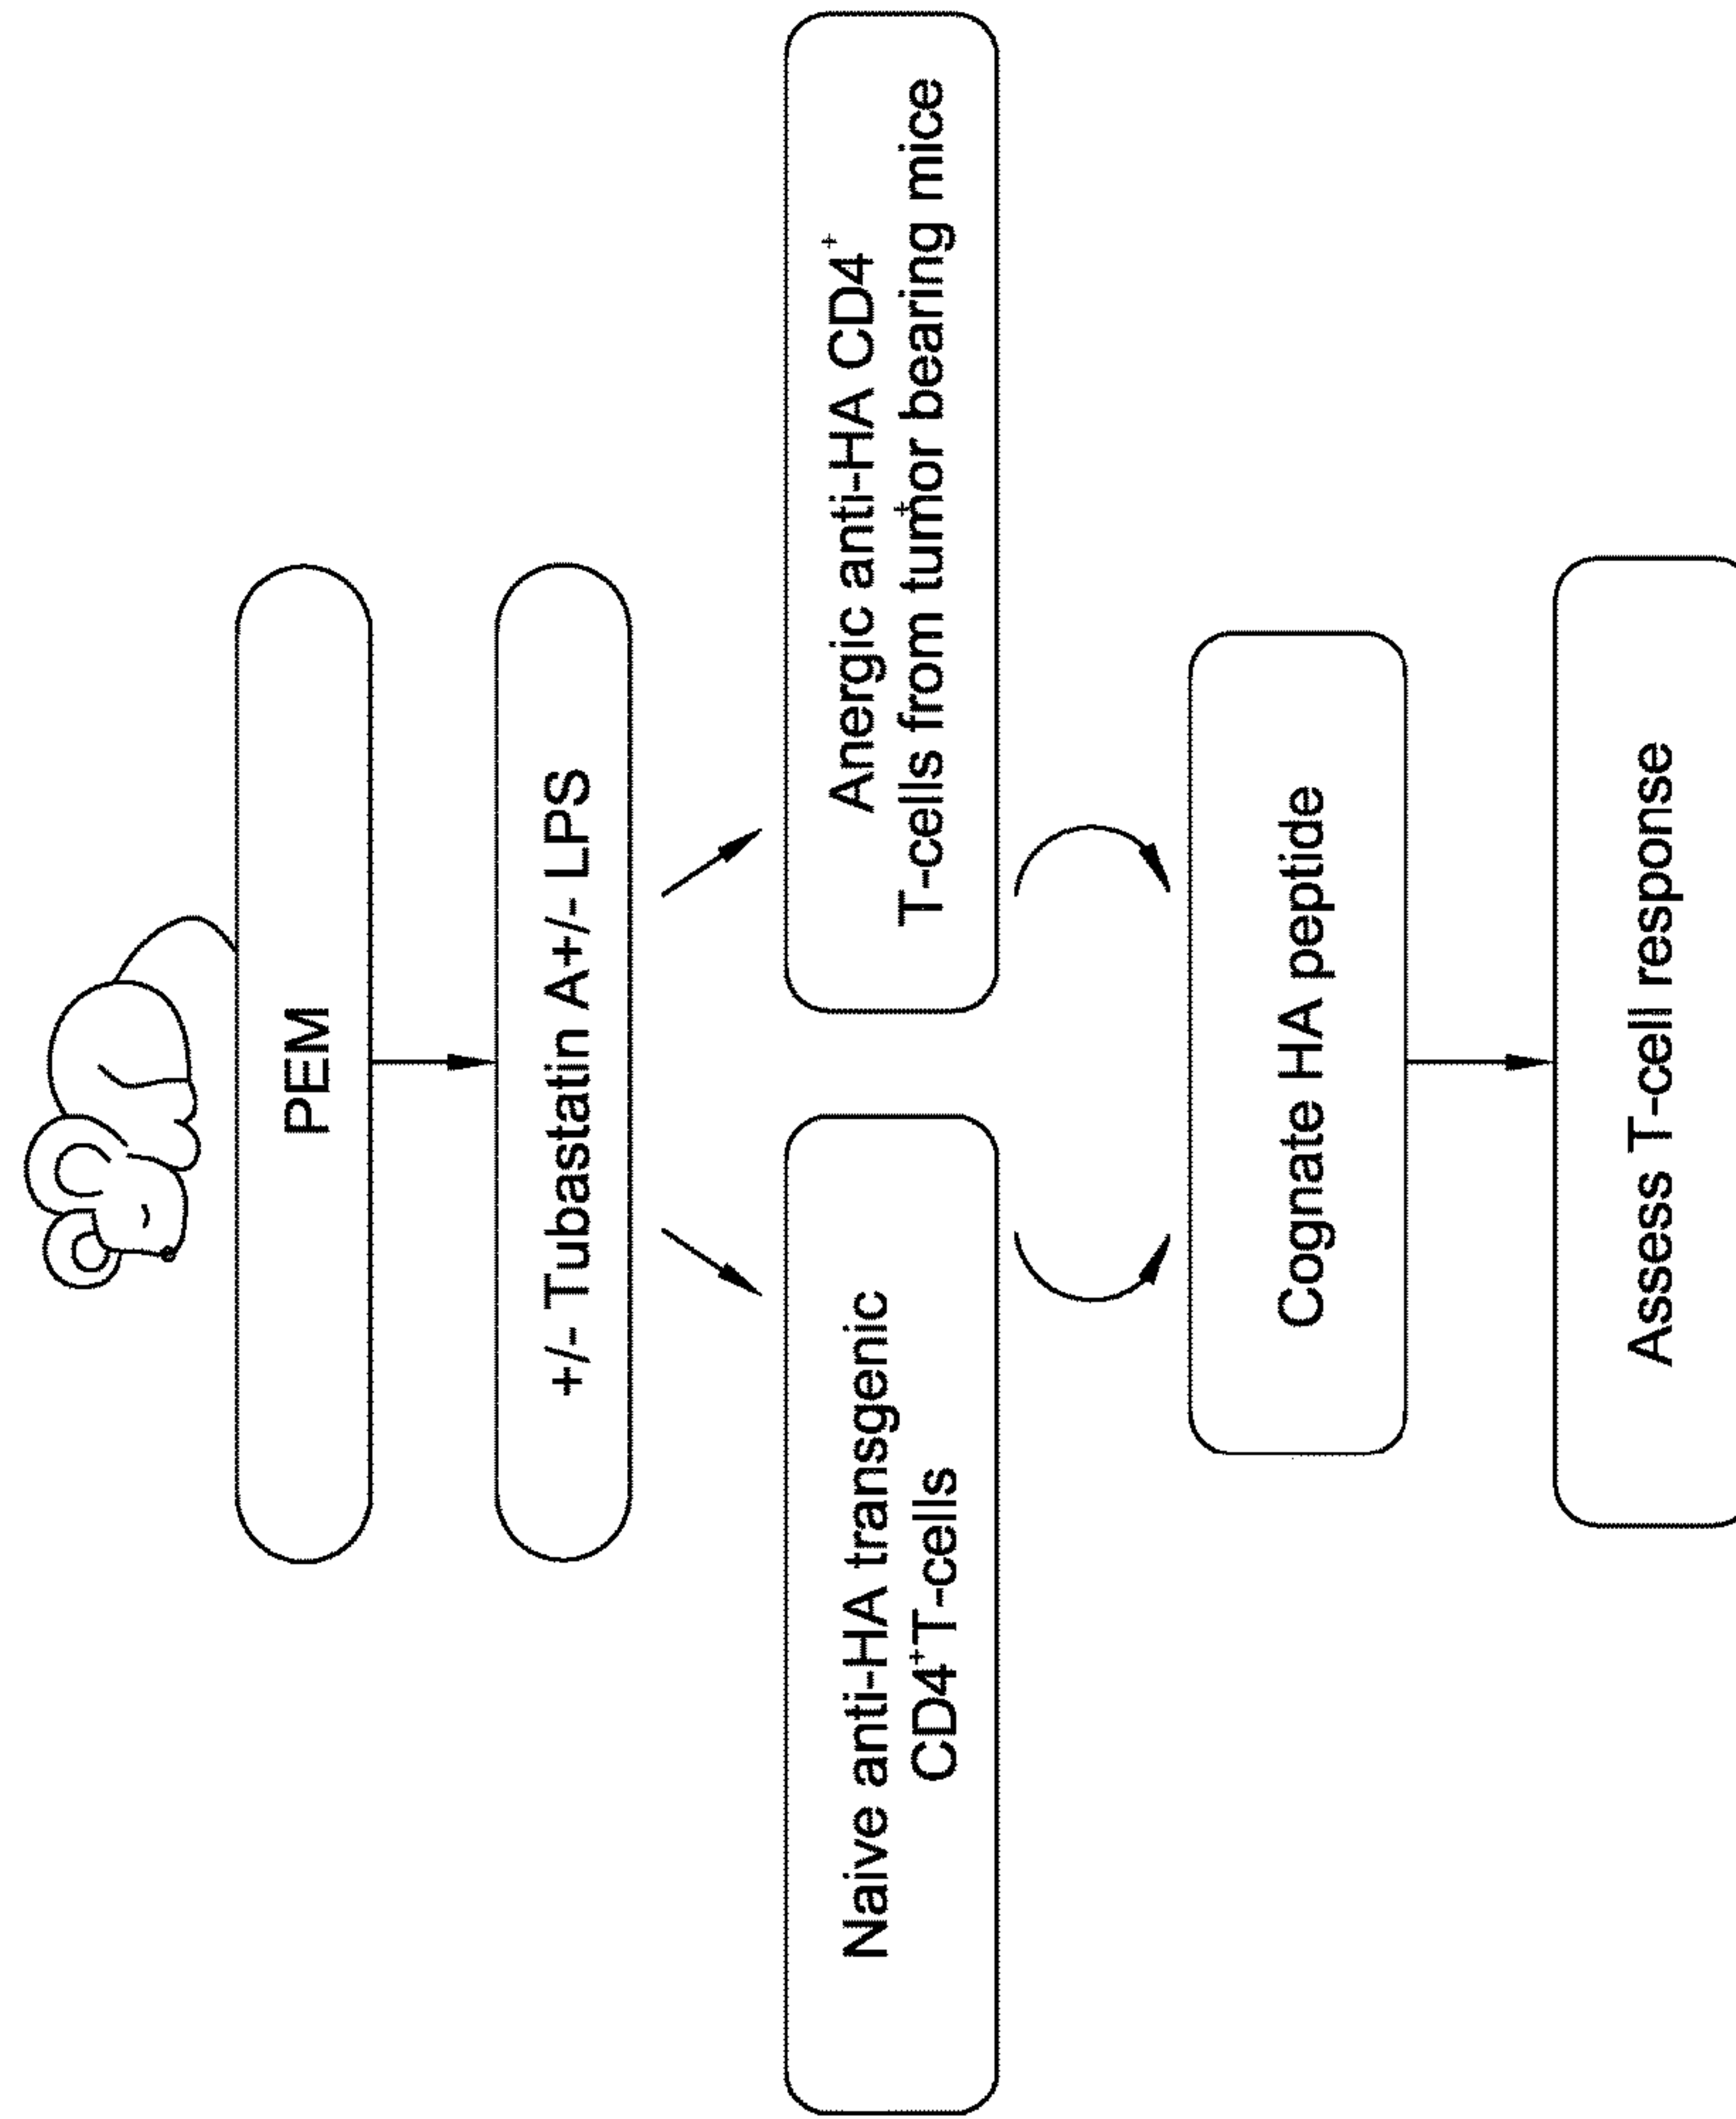 PEM
+/- Tubastatin A+/- LPS
Naive anti-HA transgenic
CD4⁺T-cells
Anergic anti-HA CD4⁺
T-cells from tumor bearing mice
+
Cognate HA peptide
Assess T-cell response